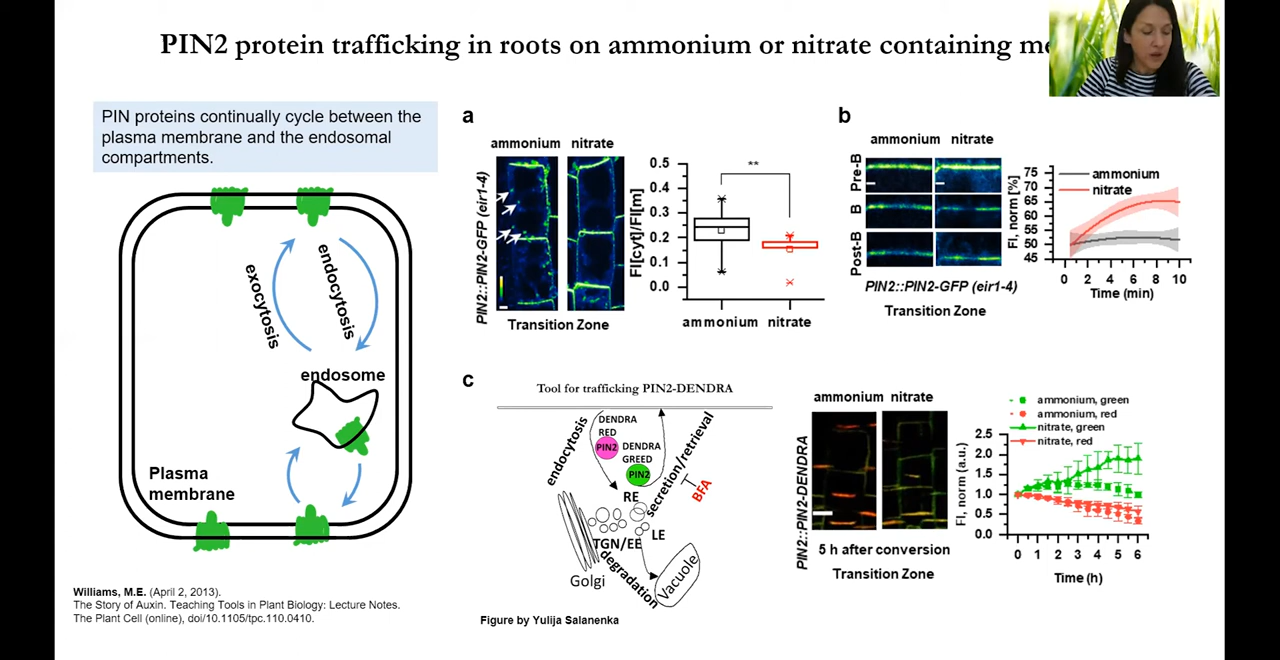 PIN2 protein trafficking in roots on ammonium or nitrate containing
PIN proteins continually cycle between the
plasma membrane and the endosomal
compartments.
exocytosis
endocytosis
endosome
Plasma
membrane
Williams, M.E. (April 2, 2013).
The Story of Auxin. Teaching Tools in Plant Biology: Lecture Notes.
The Plant Cell (online), doi/10.1105/tpc.110.0410.
a
ammonium nitrate
PIN2::PIN2-GFP (eir1-4)
Transition Zone
FI[cyt]/FI[m]
0.5
0.4
0.3
0.2
0.1
0.0
**
ammonium nitrate
b
ammonium nitrate
Pre-B
B
Post-B
PIN2::PIN2-GFP (eir1-4)
Transition Zone
FI, norm [%]
75
70
65
60
55
50
45
ammonium
nitrate
0 2 4 6 8 10
Time (min)
c
Tool for trafficking PIN2-DENDRA
endocytosis
DENDRA
RED
PIN2
DENDRA
GREED
PIN2
secretion/retrieval
BFA
RE
TGN/EE
LE
Golgi
degradation
Vacuole
Figure by Yulija Salanenka
ammonium nitrate
PIN2::PIN2-DENDRA
5 h after conversion
Transition Zone
ammonium, green
ammonium, red
nitrate, green
nitrate, red
FI, norm (a.u.)
2.5
2.0
1.5
1.0
0.5
0.0
0 1 2 3 4 5 6
Time (h)